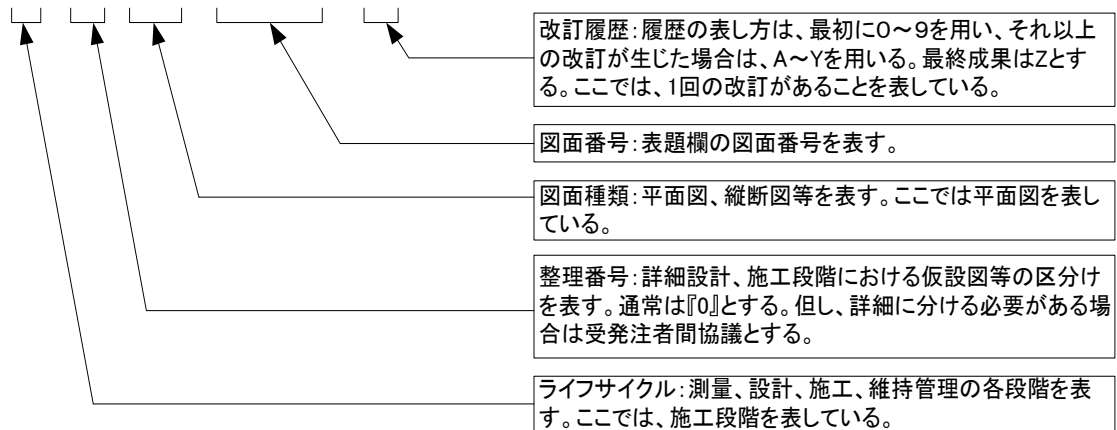 改訂履歴：履歴の表し方は、最初に０～９を用い、それ以上
の改訂が生じた場合は、A～Yを用いる。最終成果はZとす
る。ここでは、1回の改訂があることを表している。
図面番号：表題欄の図面番号を表す。
図面種類：平面図、縦断図等を表す。ここでは平面図を表し
ている。
整理番号：詳細設計、施工段階における仮設図等の区分け
を表す。通常は『0』とする。但し、詳細に分ける必要がある場
合は受発注者間協議とする。
ライフサイクル：測量、設計、施工、維持管理の各段階を表
す。ここでは、施工段階を表している。